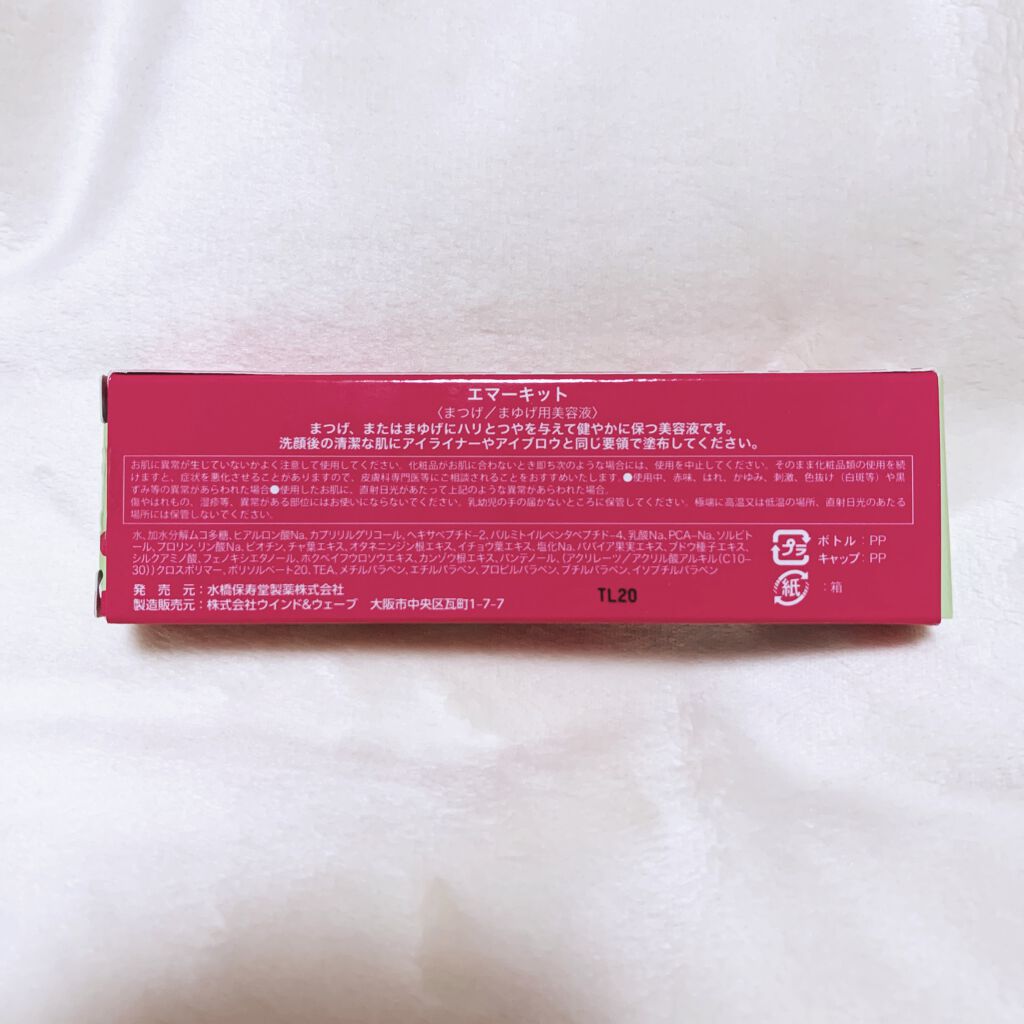 エマーキット
〈まつげ／まゆげ用美容液〉
まつげ、またはまゆげにハリとつやを与えて健やかに保つ美容液です。
洗顔後の清潔な肌にアイライナーやアイブロウと同じ要領で塗布してください。
お肌に異常が生じていないかよく注意して使用してください。化粧品がお肌に合わないとき即ち次のような場合には、使用を中止してください。そのまま化粧品類の使用を続
けますと、症状を悪化させることがありますので、皮膚科専門医等にご相談されることをおすすめいたします。●使用中、赤味、はれ、かゆみ、刺激、色抜け（白斑等）や黒
ずみ等の異常があらわれた場合●使用したお肌に、直射日光があたって上記のような異常があらわれた場合。
傷やはれもの、湿疹等、異常がある部位にはお使いにならないでください。乳幼児の手の届かないところに保管してください。極端に高温又は低温の場所、直射日光のあたる
場所には保管しないでください。
水、加水分解ムコ多糖、ヒアルロン酸Na、カプリリルグリコール、ヘキサペプチド-2、パルミトイルペンタペプチド-4、乳酸Na、PCA-Na、ソルビト
ール、プロリン、リン酸Na、ビオチン、チャ葉エキス、オタネニンジン根エキス、イチョウ葉エキス、塩化Na、パパイア果実エキス、ブドウ種子エキス、
シルクアミノ酸、フェノキシエタノール、ホクベイフウロソウエキス、カンゾウ根エキス、パンテノール、（アクリレーツ／アクリル酸アルキル(C10-
30)）クロスポリマー、ポリソルベート20、TEA、メチルパラベン、エチルパラベン、プロピルパラベン、ブチルパラベン、イソブチルパラベン
発　売　元：水橋保寿堂製薬株式会社
製造販売元：株式会社ウインド&ウェーブ　大阪市中央区瓦町1-7-7
TL20
プラ
ボトル：PP
キャップ：PP
紙
：箱